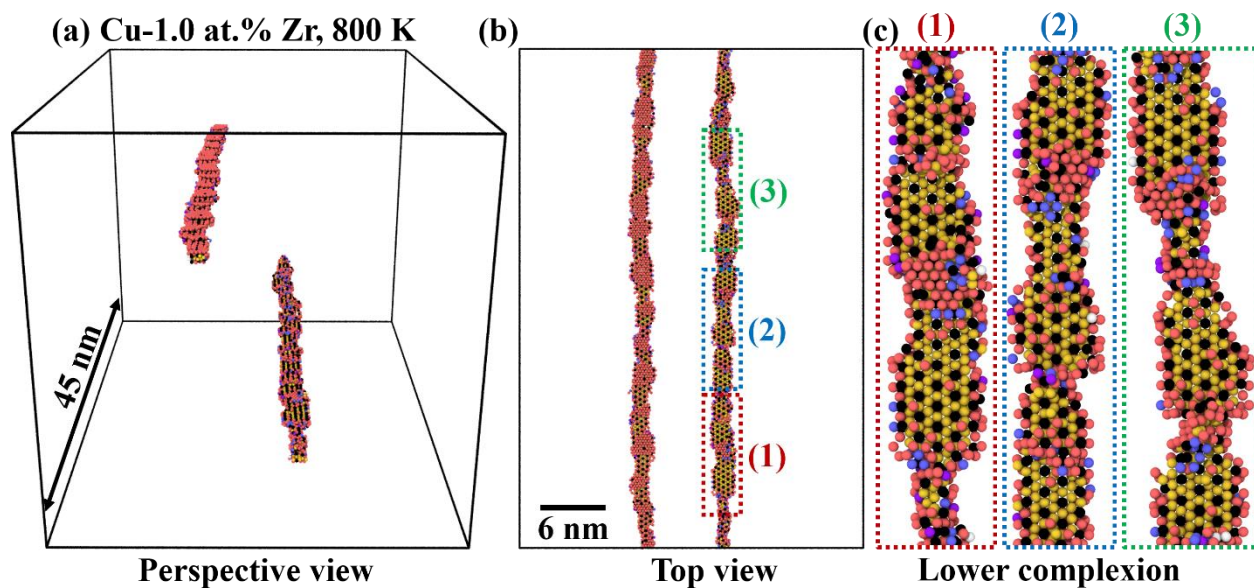 (a) Cu-1.0 at.% Zr, 800 K
45 nm
Perspective view
(b)
(3)
(2)
(1)
6 nm
Top view
(c) (1) (2) (3)
Lower complexion